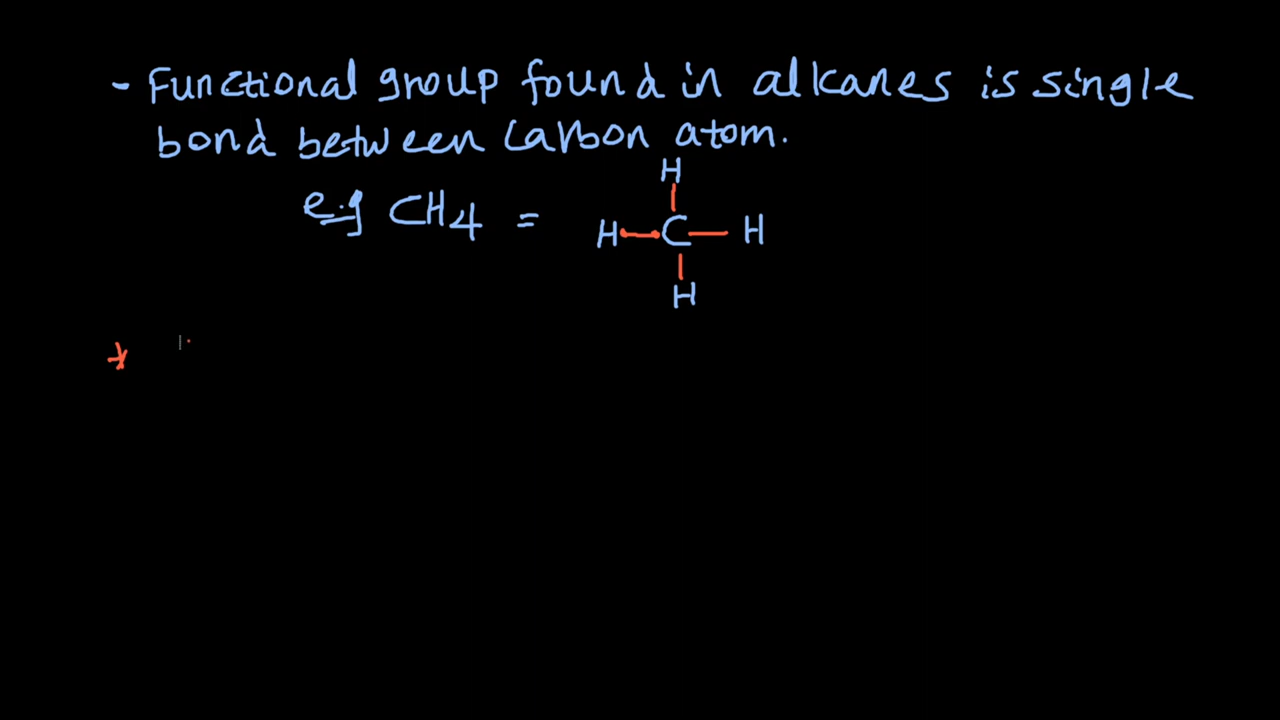 - Functional group found in alkanes is single
bond between carbon atom.
e.g CH4 =
H
H—C—H
H